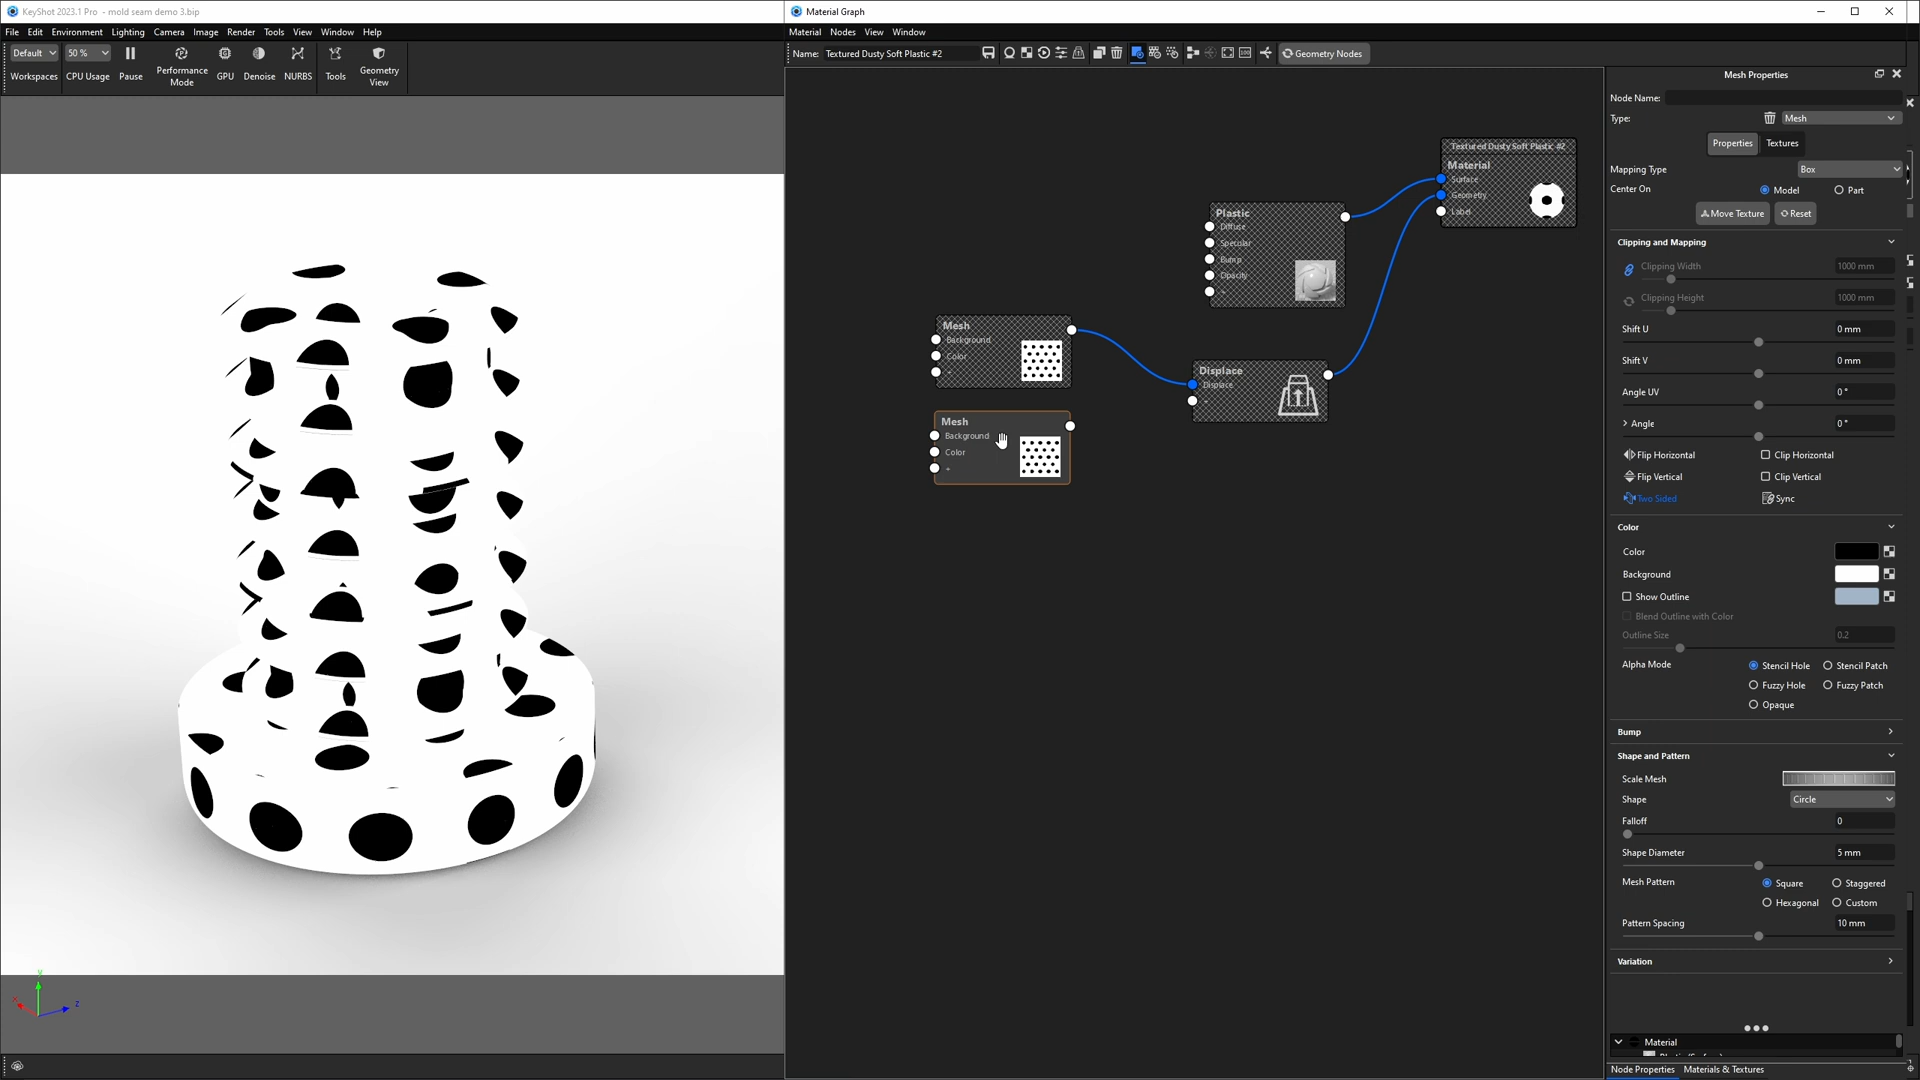 KeyShot 2023.1 Pro - mold seam demo 3.bip
File Edit Environment Lighting Camera Image Render Tools View Window Help
Default 50 %
Workspaces CPU Usage Pause Performance Mode GPU Denoise NURBS Tools Geometry View
Y
X
Z
Material Graph
Material Nodes View Window
Name: Textured Dusty Soft Plastic #2
Geometry Nodes
Textured Dusty Soft Plastic #2
Material
Surface
Geometry
Label
Plastic
Diffuse
Specular
Bump
Opacity
+
Mesh
Background
Color
+
Displace
Displace
+
Mesh
Background
Color
+
Mesh Properties
Node Name:
Type: Mesh
Properties Textures
Mapping Type Box
Center On Model Part
Move Texture Reset
Clipping and Mapping
Clipping Width 1000 mm
Clipping Height 1000 mm
Shift U 0 mm
Shift V 0 mm
Angle UV 0 °
Angle 0 °
Flip Horizontal Clip Horizontal
Flip Vertical Clip Vertical
Two Sided Sync
Color
Color
Background
Show Outline
Blend Outline with Color
Outline Size 0.2
Alpha Mode Stencil Hole Stencil Patch
Fuzzy Hole Fuzzy Patch
Opaque
Bump
Shape and Pattern
Scale Mesh
Shape Circle
Falloff 0
Shape Diameter 5 mm
Mesh Pattern Square Staggered
Hexagonal Custom
Pattern Spacing 10 mm
Variation
Material
Node Properties Materials & Textures